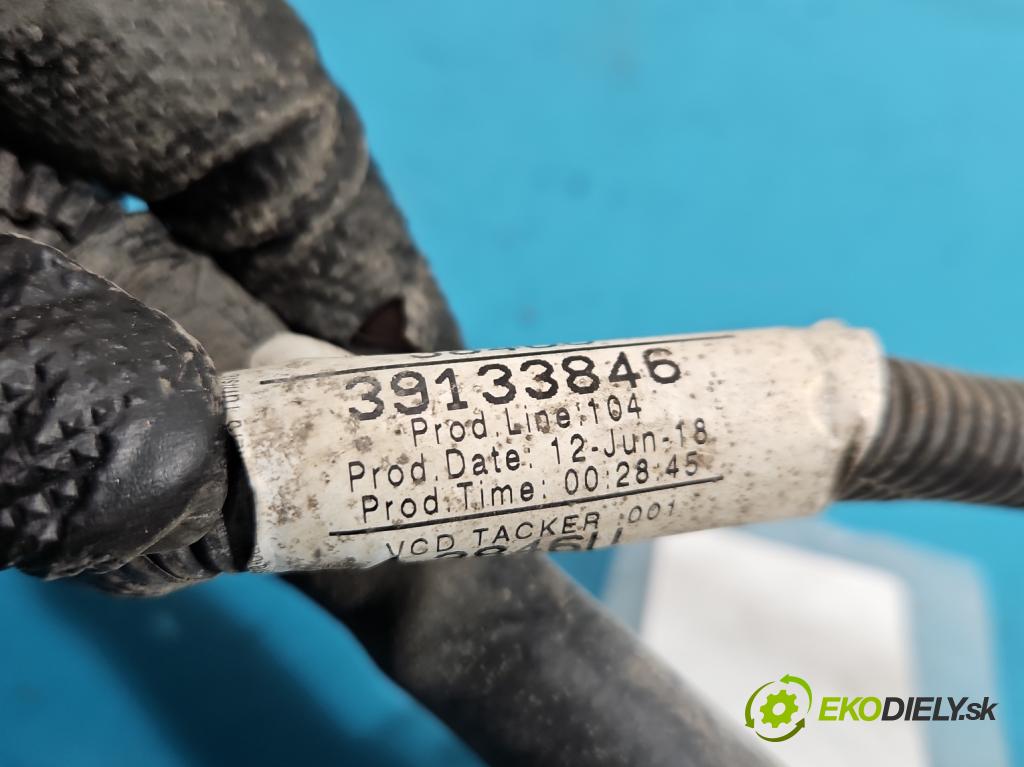 39133846
Prod.Line:104
Prod.Date: 12-Jun-18
Prod.Time: 00:28:45
VCD TACKER 001
EKODIELY.sk